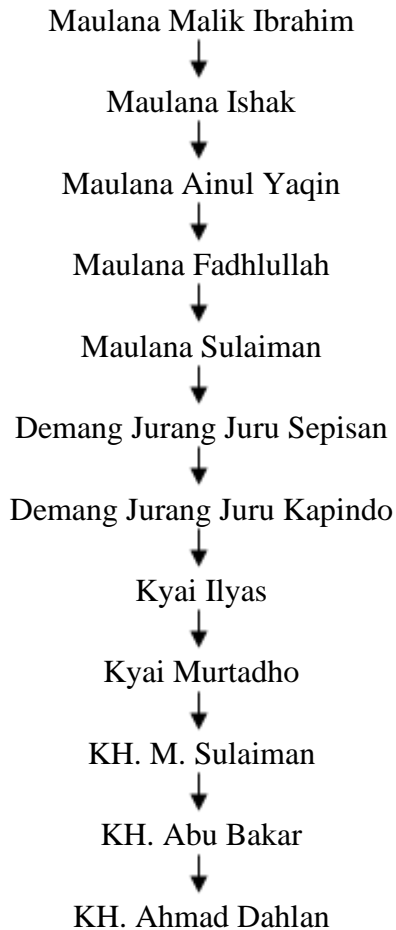 Maulana Malik Ibrahim
Maulana Ishak
Maulana Ainul Yaqin
Maulana Fadhlullah
Maulana Sulaiman
Demang Jurang Juru Sepisan
Demang Jurang Juru Kapindo
Kyai Ilyas
Kyai Murtadho
KH. M. Sulaiman
KH. Abu Bakar
KH. Ahmad Dahlan